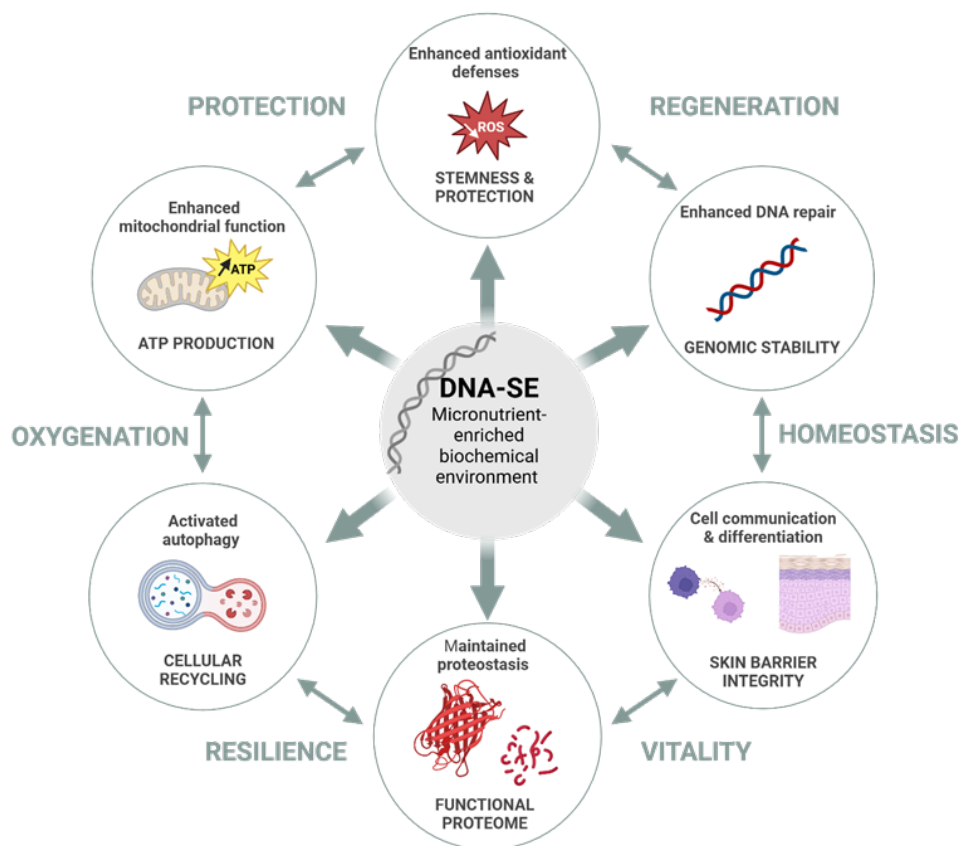 Enhanced antioxidant
defenses
ROS
STEMNESS &
PROTECTION
PROTECTION
REGENERATION
Enhanced
mitochondrial function
ATP
ATP PRODUCTION
Enhanced DNA repair
GENOMIC STABILITY
DNA-SE
Micronutrient-
enriched
biochemical
environment
OXYGENATION
HOMEOSTASIS
Activated
autophagy
CELLULAR
RECYCLING
Cell communication
& differentiation
SKIN BARRIER
INTEGRITY
Maintained
proteostasis
FUNCTIONAL
PROTEOME
RESILIENCE
VITALITY